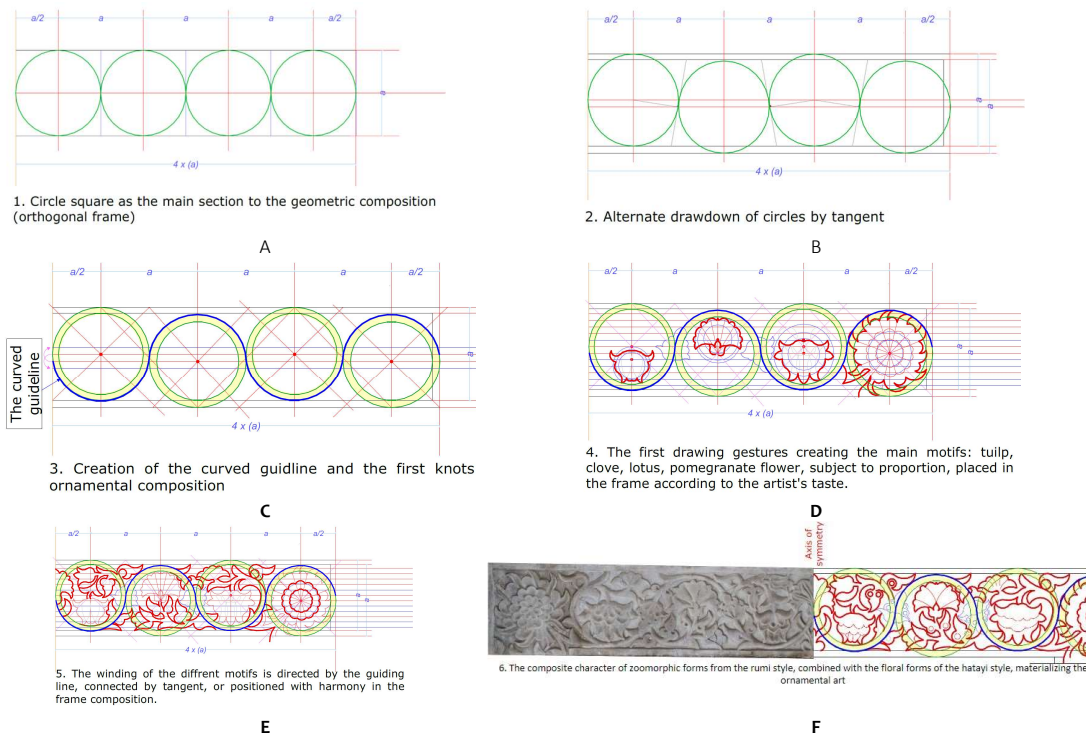 a/2 a a a a/2
a
4 x (a)
1. Circle square as the main section to the geometric composition
(orthogonal frame)
A
a/2 a a a a/2
a
a
4 x (a)
2. Alternate drawdown of circles by tangent
B
a/2 a a a a/2
The curved
guideline
a
4 x (a)
3. Creation of the curved guidline and the first knots
ornamental composition
C
a/2 a a a a/2
a
a
4 x (a)
4. The first drawing gestures creating the main motifs: tuilp,
clove, lotus, pomegranate flower, subject to proportion, placed in
the frame according to the artist's taste.
D
a/2 a a a a/2
a
a
4 x (a)
5. The winding of the diffrent motifs is directed by the guiding
line, connected by tangent, or positioned with harmony in the
frame composition.
E
Axis of
symmetry
6. The composite character of zoomorphic forms from the rumi style, combined with the floral forms of the hatayi style, materializing the
ornamental art
F